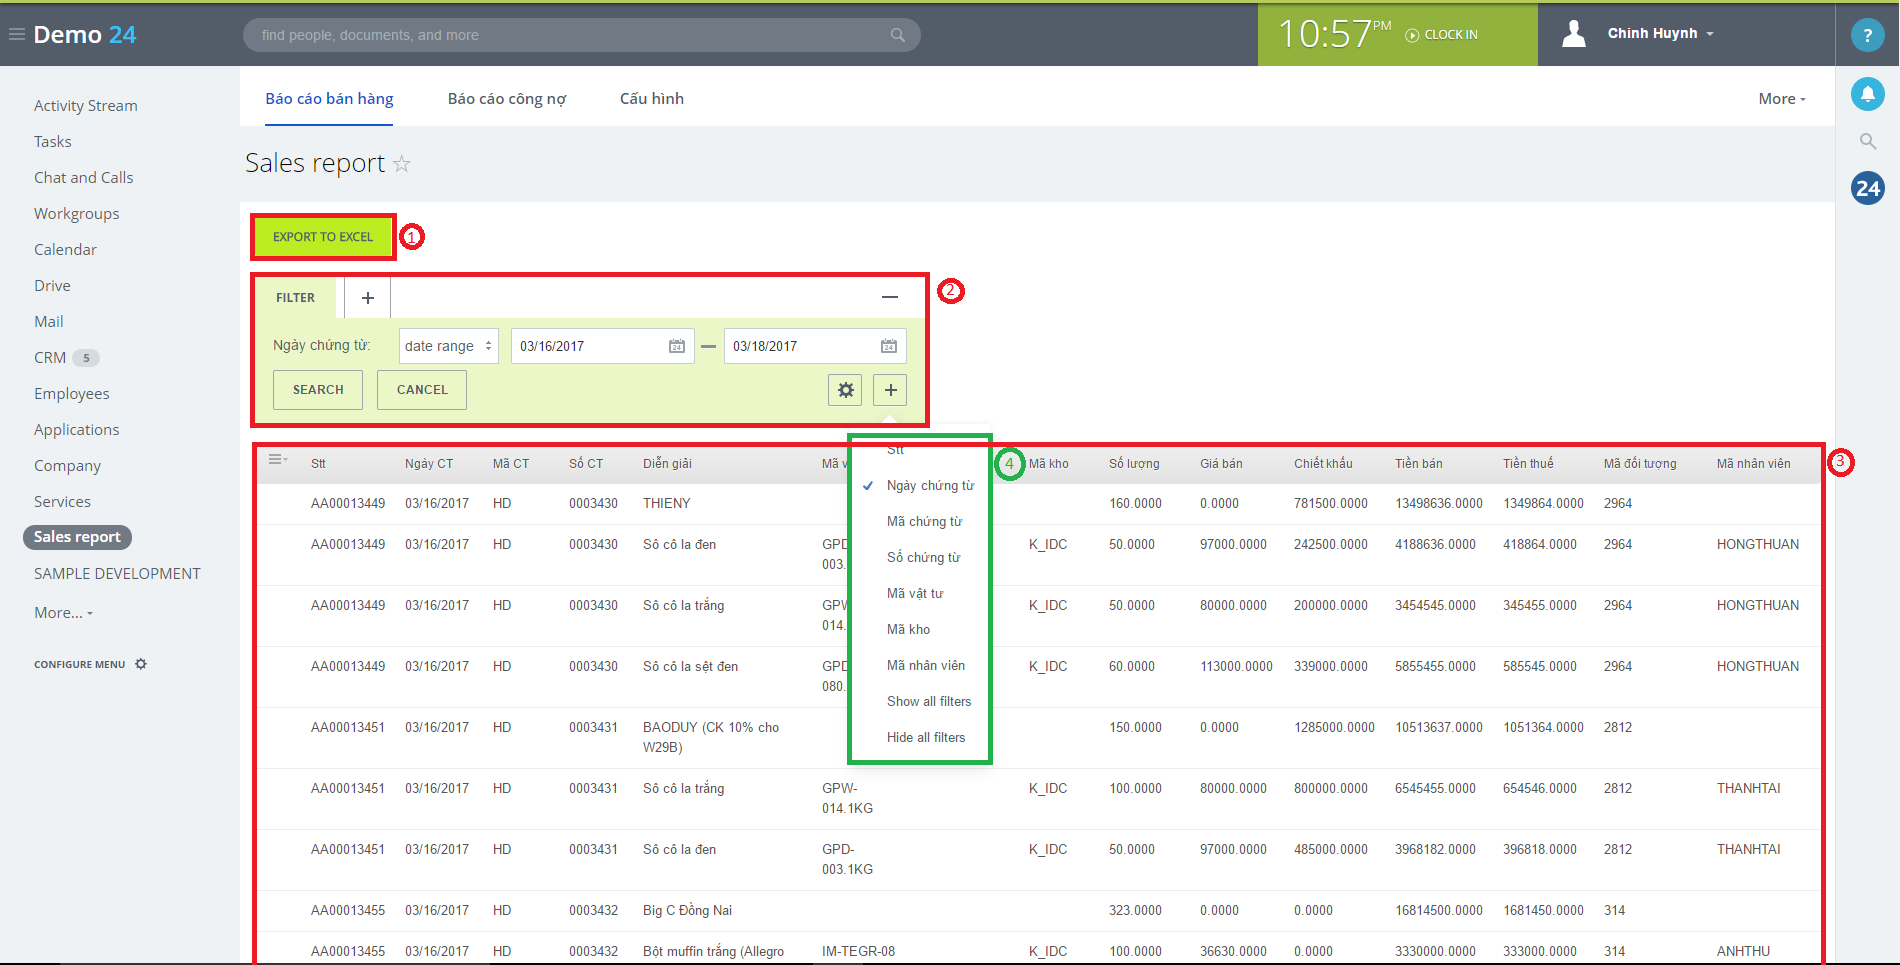 Demo 24
find people, documents, and more
10:57 PM CLOCK IN
Chinh Huynh
?
Activity Stream
Tasks
Chat and Calls
Workgroups
Calendar
Drive
Mail
CRM 5
Employees
Applications
Company
Services
Sales report
SAMPLE DEVELOPMENT
More...
CONFIGURE MENU
Báo cáo bán hàng Báo cáo công nợ Cấu hình More
24
Sales report
EXPORT TO EXCEL 1
FILTER + 2
Ngày chứng từ: date range 03/16/2017 24 03/18/2017 24
SEARCH CANCEL +
Stt
Ngày chứng từ
Mã chứng từ
Số chứng từ
Mã vật tư
Mã kho
Mã nhân viên
Show all filters
Hide all filters
4
3
Stt Ngày CT Mã CT Số CT Diễn giải Mã v Mã kho Số lượng Giá bán Chiết khấu Tiền bán Tiền thuế Mã đối tượng Mã nhân viên
AA00013449 03/16/2017 HD 0003430 THIENY 160.0000 0.0000 781500.0000 13498636.0000 1349864.0000 2964
AA00013449 03/16/2017 HD 0003430 Sô cô la đen GPD K_IDC 50.0000 97000.0000 242500.0000 4188636.0000 418864.0000 2964 HONGTHUAN
003.
AA00013449 03/16/2017 HD 0003430 Sô cô la trắng GPW K_IDC 50.0000 80000.0000 200000.0000 3454545.0000 345455.0000 2964 HONGTHUAN
014.
AA00013449 03/16/2017 HD 0003430 Sô cô la sệt đen GPD K_IDC 60.0000 113000.0000 339000.0000 5855455.0000 585545.0000 2964 HONGTHUAN
080.
AA00013451 03/16/2017 HD 0003431 BAODUY (CK 10% cho 150.0000 0.0000 1285000.0000 10513637.0000 1051364.0000 2812
W29B)
AA00013451 03/16/2017 HD 0003431 Sô cô la trắng GPW- K_IDC 100.0000 80000.0000 800000.0000 6545455.0000 654546.0000 2812 THANHTAI
014.1KG
AA00013451 03/16/2017 HD 0003431 Sô cô la đen GPD- K_IDC 50.0000 97000.0000 485000.0000 3968182.0000 396818.0000 2812 THANHTAI
003.1KG
AA00013455 03/16/2017 HD 0003432 Big C Đồng Nai 323.0000 0.0000 0.0000 16814500.0000 1681450.0000 314
AA00013455 03/16/2017 HD 0003432 Bột muffin trắng (Allegro IM-TEGR-08 K_IDC 100.0000 36630.0000 0.0000 3330000.0000 333000.0000 314 ANHTHU